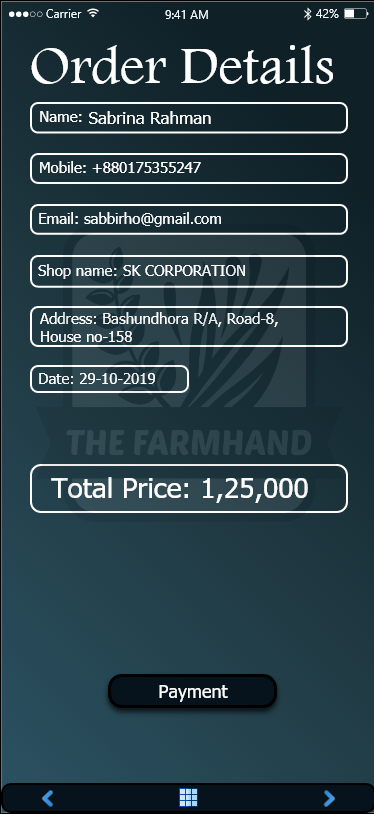 Carrier 9:41 AM 42%
Order Details
Name: Sabrina Rahman
Mobile: +880175355247
Email: sabbirho@gmail.com
Shop name: SK CORPORATION
Address: Bashundhora R/A, Road-8,
House no-158
Date: 29-10-2019
THE FARMHAND
Total Price: 1,25,000
Payment